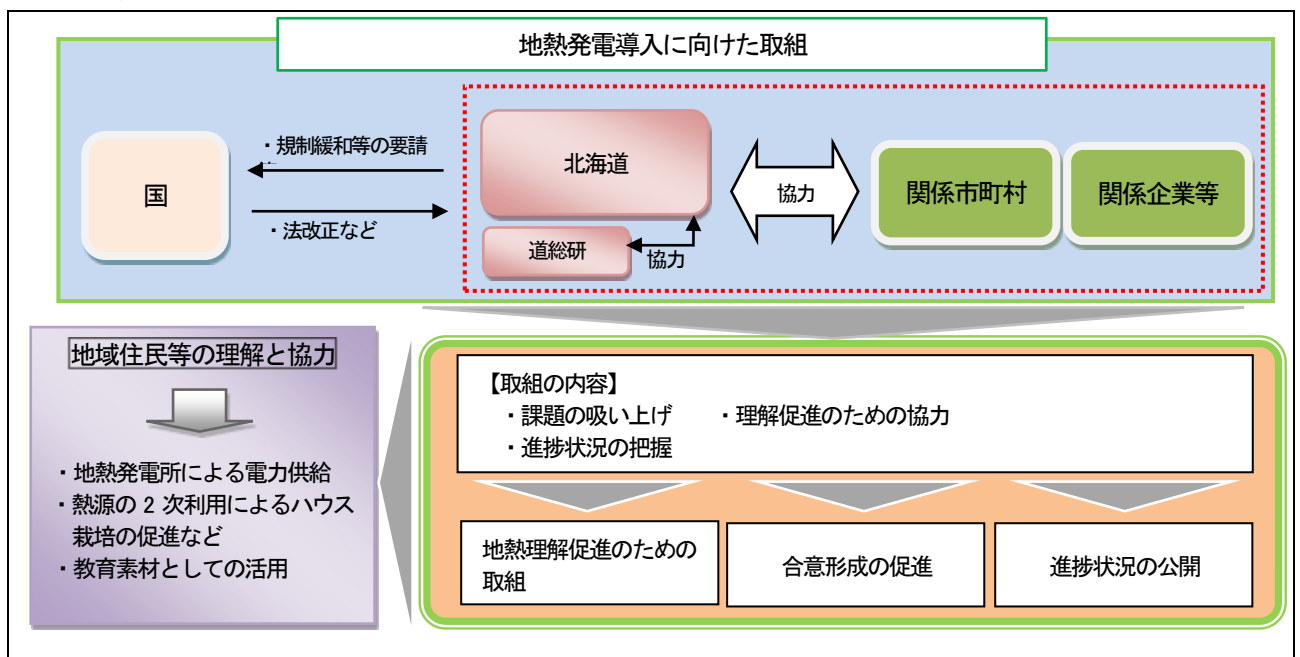 地熱発電導入に向けた取組
国
・規制緩和等の要請
・法改正など
北海道
道総研
協力
協力
関係市町村
関係企業等
地域住民等の理解と協力
・地熱発電所による電力供給
・熱源の2次利用によるハウス
栽培の促進など
・教育素材としての活用
【取組の内容】
・課題の吸い上げ ・理解促進のための協力
・進捗状況の把握
地熱理解促進のための
取組
合意形成の促進
進捗状況の公開